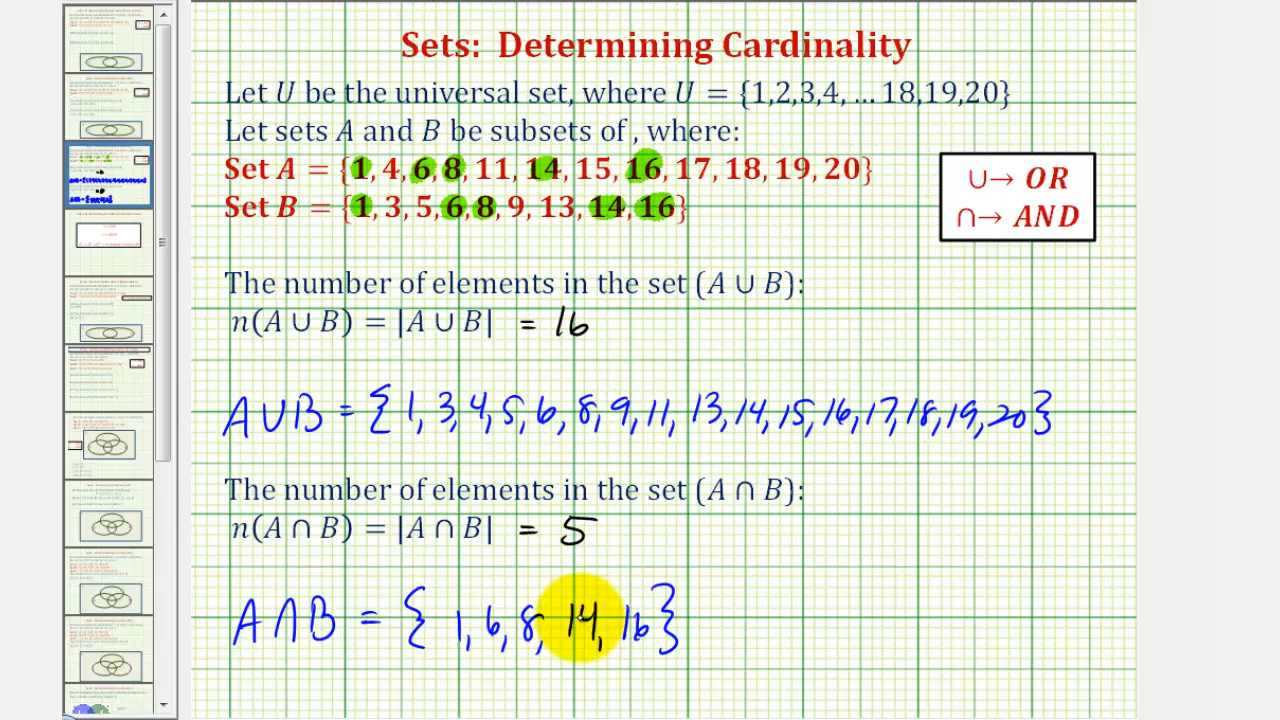 Sets: Determining Cardinality
Let U be the universal set, where U = {1,2,3,4, … 18,19,20}
Let sets A and B be subsets of , where:
Set A = {1, 4, 6, 8, 11, 14, 15, 16, 17, 18, 19, 20}
Set B = {1, 3, 5, 6, 8, 9, 13, 14, 16}
∪→ OR
∩→ AND
The number of elements in the set (A ∪ B):
n(A ∪ B) = |A ∪ B| = 16
A∪B = {1, 3, 4, 5, 6, 8, 9, 11, 13, 14, 15, 16, 17, 18, 19, 20}
The number of elements in the set (A ∩ B):
n(A ∩ B) = |A ∩ B| = 5
A∩B = {1, 6, 8, 14, 16}